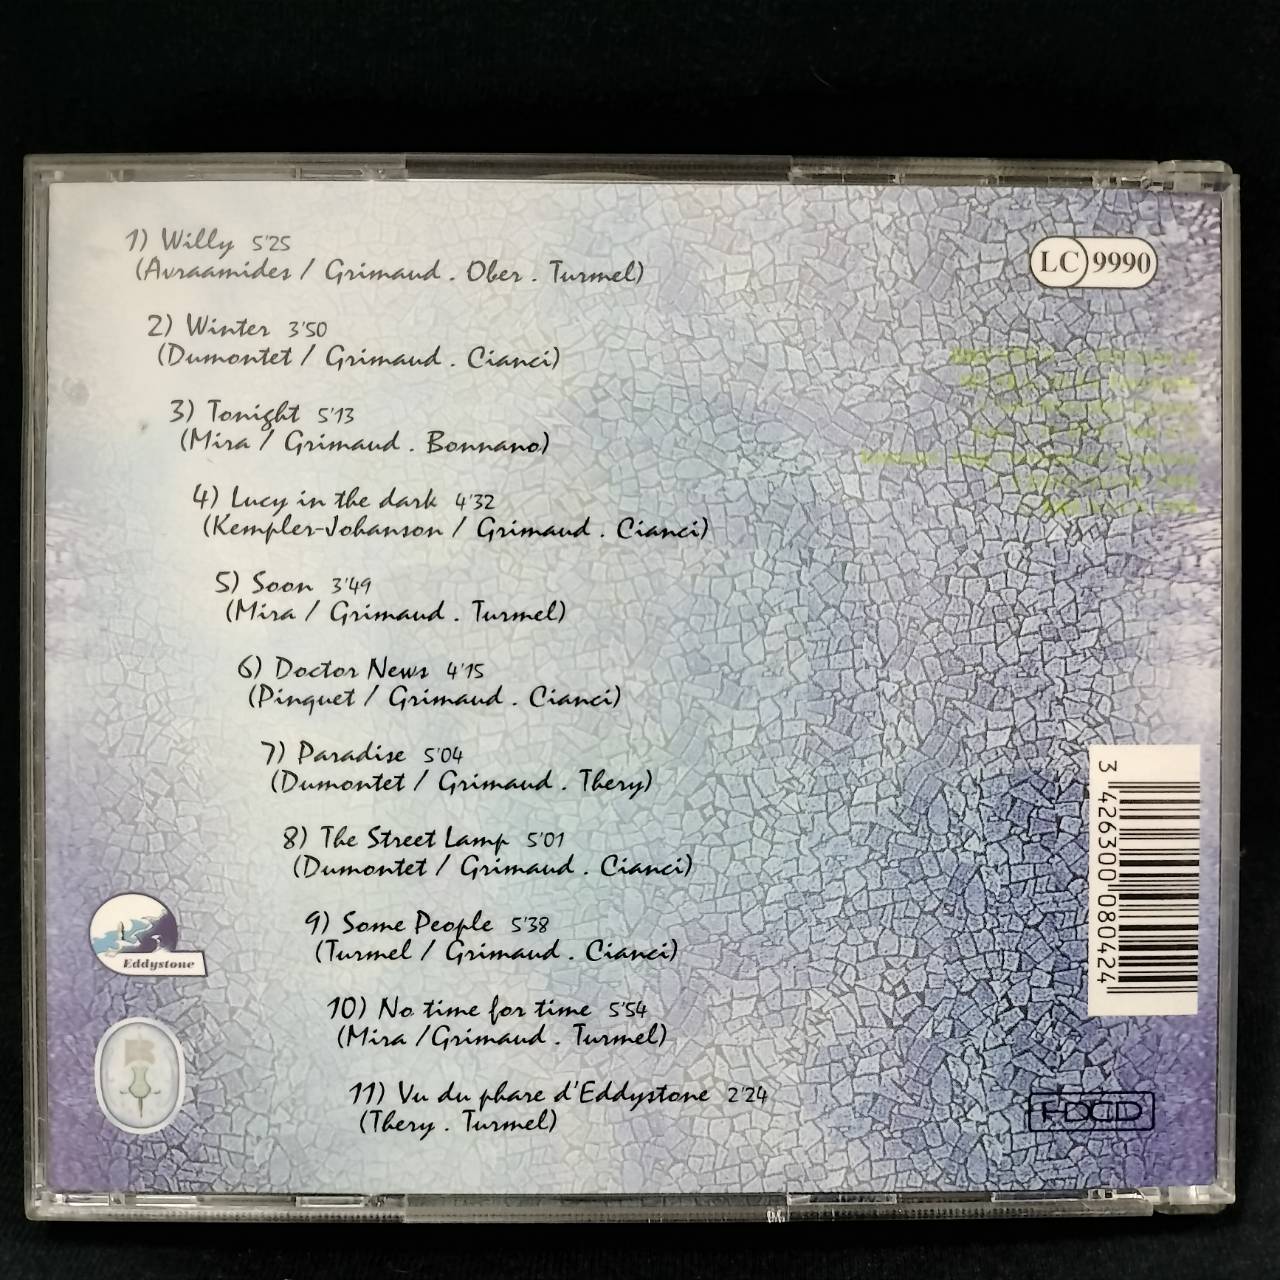 1) Willy 5'25
(Avraamides / Grimaud . Ober . Turmel)
2) Winter 3'50
(Dumontet / Grimaud . Cianci)
3) Tonight 5'13
(Mira / Grimaud . Bonnano)
4) Lucy in the dark 4'32
(Kempler-Johanson / Grimaud . Cianci)
5) Soon 3'49
(Mira / Grimaud . Turmel)
6) Doctor News 4'15
(Pinquet / Grimaud . Cianci)
7) Paradise 5'04
(Dumontet / Grimaud . Thery)
8) The Street Lamp 5'01
(Dumontet / Grimaud . Cianci)
9) Some People 5'38
(Turmel / Grimaud . Cianci)
10) No time for time 5'54
(Mira / Grimaud . Turmel)
11) Vu du phare d'Eddystone 2'24
(Thery . Turmel)
LC 9990
Eddystone
3 426300 080424